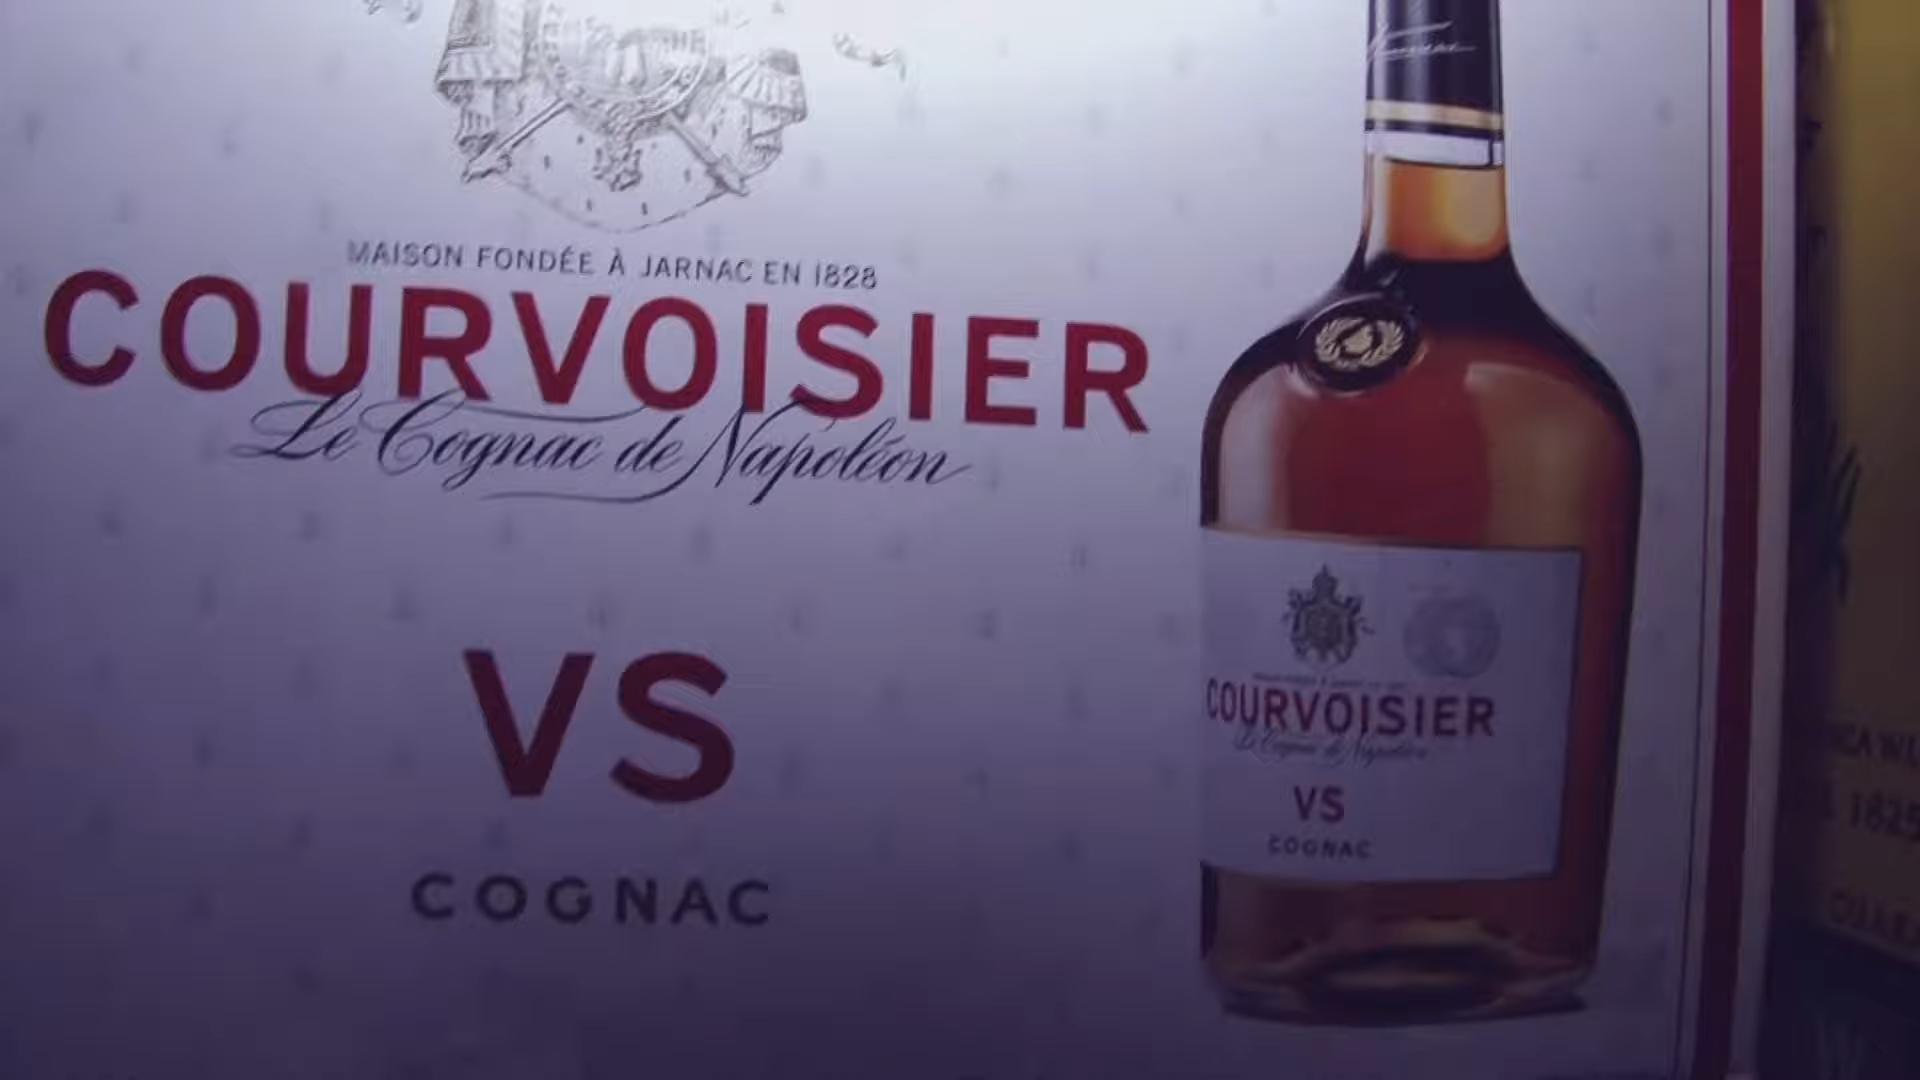 MAISON FONDÉE À JARNAC EN 1828
COURVOISIER
Le Cognac de Napoléon
VS
COGNAC
COURVOISIER
Le Cognac de Napoléon
VS
COGNAC
1825